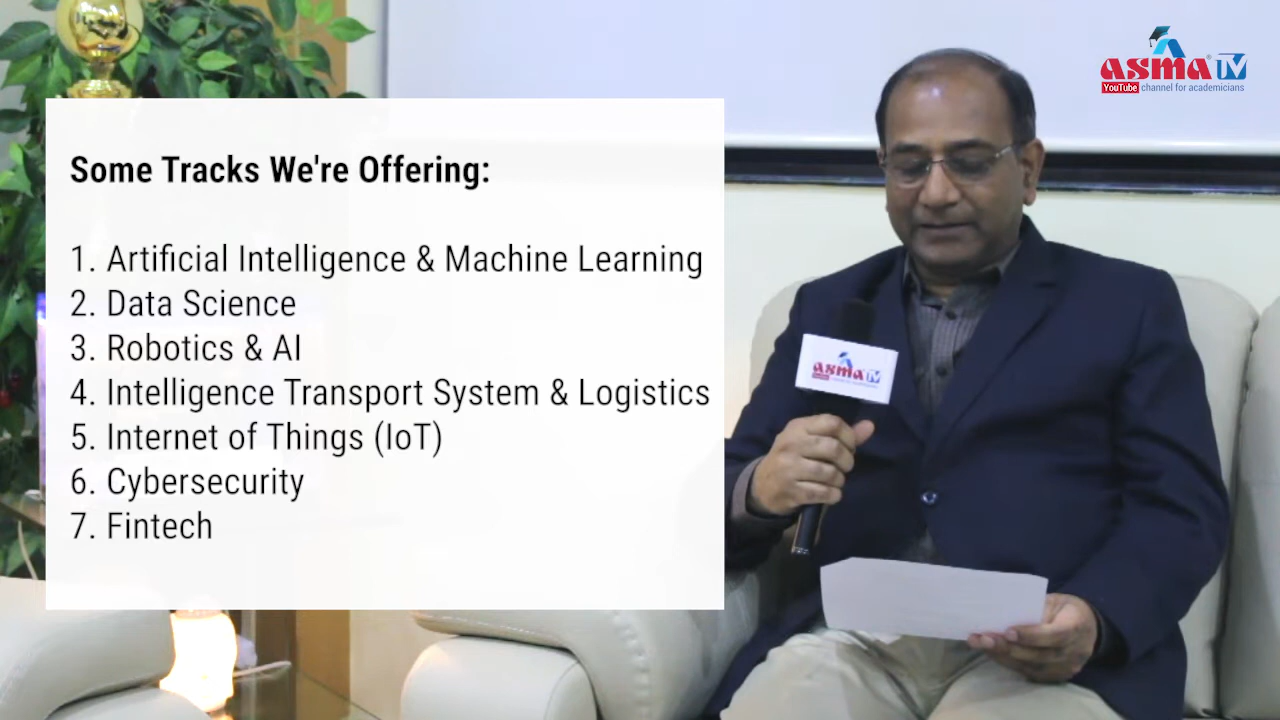 asma TV
YouTube channel for academicians
Some Tracks We're Offering:
1. Artificial Intelligence & Machine Learning
2. Data Science
3. Robotics & AI
4. Intelligence Transport System & Logistics
5. Internet of Things (IoT)
6. Cybersecurity
7. Fintech
asma TV